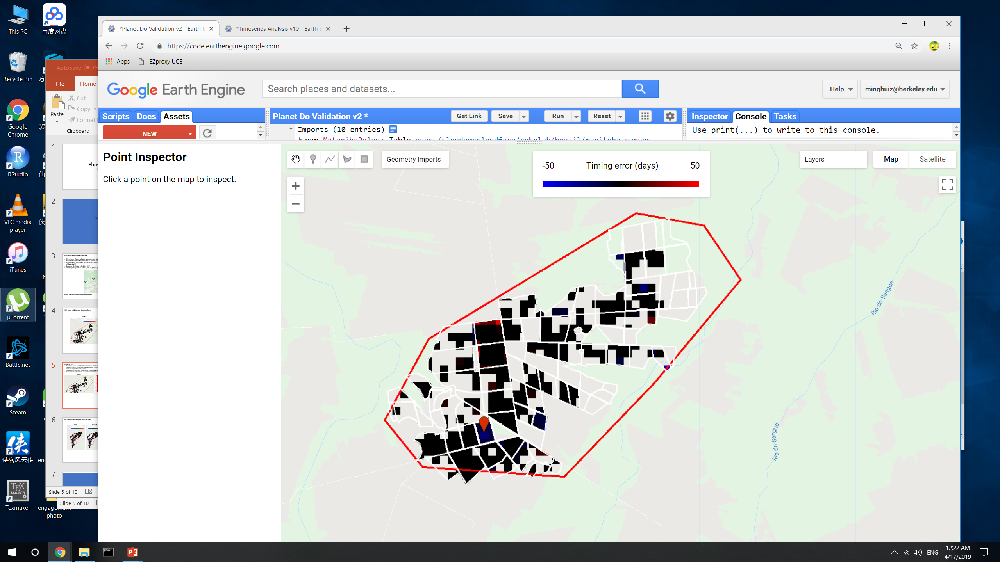 This PC
百度网盘
Recycle Bin
Google
Chrome
RStudio
VLC media
player
iTunes
µTorrent
Battle.net
Steam
侠客风云传
Texmaker
engagement
photo
AutoSave
File
Home
Cut
Copy
Paste
Format
Clipboard
1
2
3
4
5
6
7
Slide 5 of 10
Slide 5 of 10
*Planet Do Validation v2 - Earth E
*Timeseries Analysis v10 - Earth E
https://code.earthengine.google.com
Apps
EZproxy UCB
Google Earth Engine
Search places and datasets...
Help
minghuiz@berkeley.edu
Scripts
Docs
Assets
NEW
Planet Do Validation v2 *
Get Link
Save
Run
Reset
Imports (10 entries)
Inspector
Console
Tasks
Use print(...) to write to this console.
Point Inspector
Click a point on the map to inspect.
Geometry Imports
-50
Timing error (days)
50
Layers
Map
Satellite
Rio do Sangue
Rio do Sangue
ENG
12:22 AM
4/17/2019